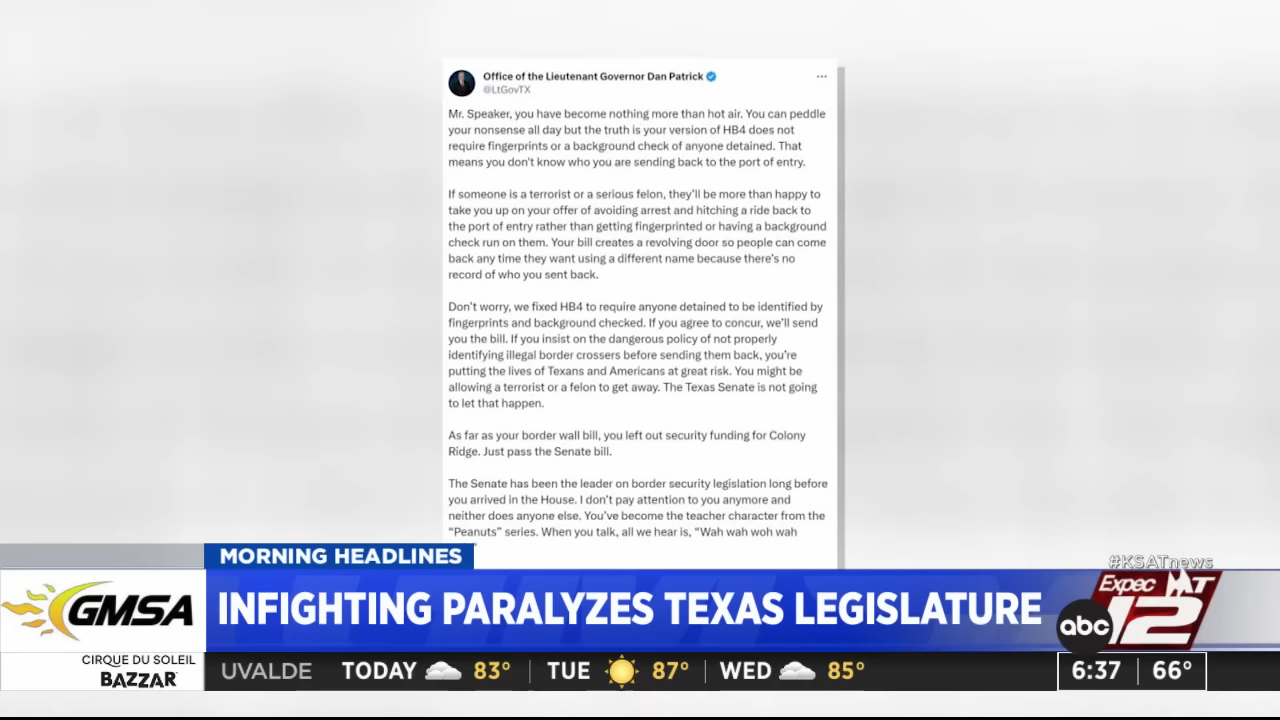 Office of the Lieutenant Governor Dan Patrick
@LtGovTX
Mr. Speaker, you have become nothing more than hot air. You can peddle
your nonsense all day but the truth is your version of HB4 does not
require fingerprints or a background check of anyone detained. That
means you don't know who you are sending back to the port of entry.
If someone is a terrorist or a serious felon, they'll be more than happy to
take you up on your offer of avoiding arrest and hitching a ride back to
the port of entry rather than getting fingerprinted or having a background
check run on them. Your bill creates a revolving door so people can come
back any time they want using a different name because there's no
record of who you sent back.
Don't worry, we fixed HB4 to require anyone detained to be identified by
fingerprints and background checked. If you agree to concur, we'll send
you the bill. If you insist on the dangerous policy of not properly
identifying illegal border crossers before sending them back, you're
putting the lives of Texans and Americans at great risk. You might be
allowing a terrorist or a felon to get away. The Texas Senate is not going
to let that happen.
As far as your border wall bill, you left out security funding for Colony
Ridge. Just pass the Senate bill.
The Senate has been the leader on border security legislation long before
you arrived in the House. I don't pay attention to you anymore and
neither does anyone else. You've become the teacher character from the
"Peanuts" series. When you talk, all we hear is, "Wah wah woh wah
MORNING HEADLINES
#KSATnews
GMSA
INFIGHTING PARALYZES TEXAS LEGISLATURE
Expec AT
abc 12
CIRQUE DU SOLEIL
BAZZAR
UVALDE TODAY 83° TUE 87° WED 85°
6:37 66°